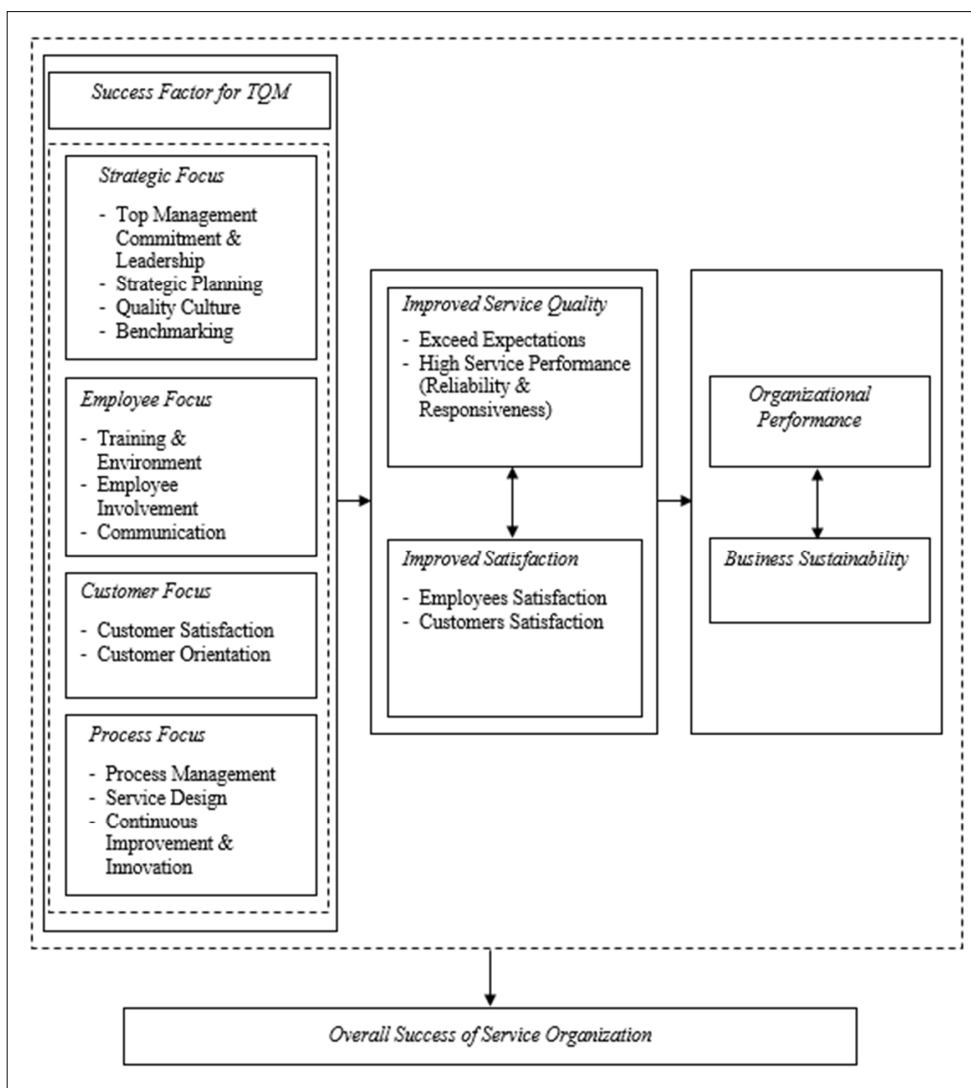 Success Factor for TQM
Strategic Focus
- Top Management
Commitment &
Leadership
- Strategic Planning
- Quality Culture
- Benchmarking
Employee Focus
- Training &
Environment
- Employee
Involvement
- Communication
Customer Focus
- Customer Satisfaction
- Customer Orientation
Process Focus
- Process Management
- Service Design
- Continuous
Improvement &
Innovation
Improved Service Quality
- Exceed Expectations
- High Service Performance
(Reliability &
Responsiveness)
Improved Satisfaction
- Employees Satisfaction
- Customers Satisfaction
Organizational
Performance
Business Sustainability
Overall Success of Service Organization